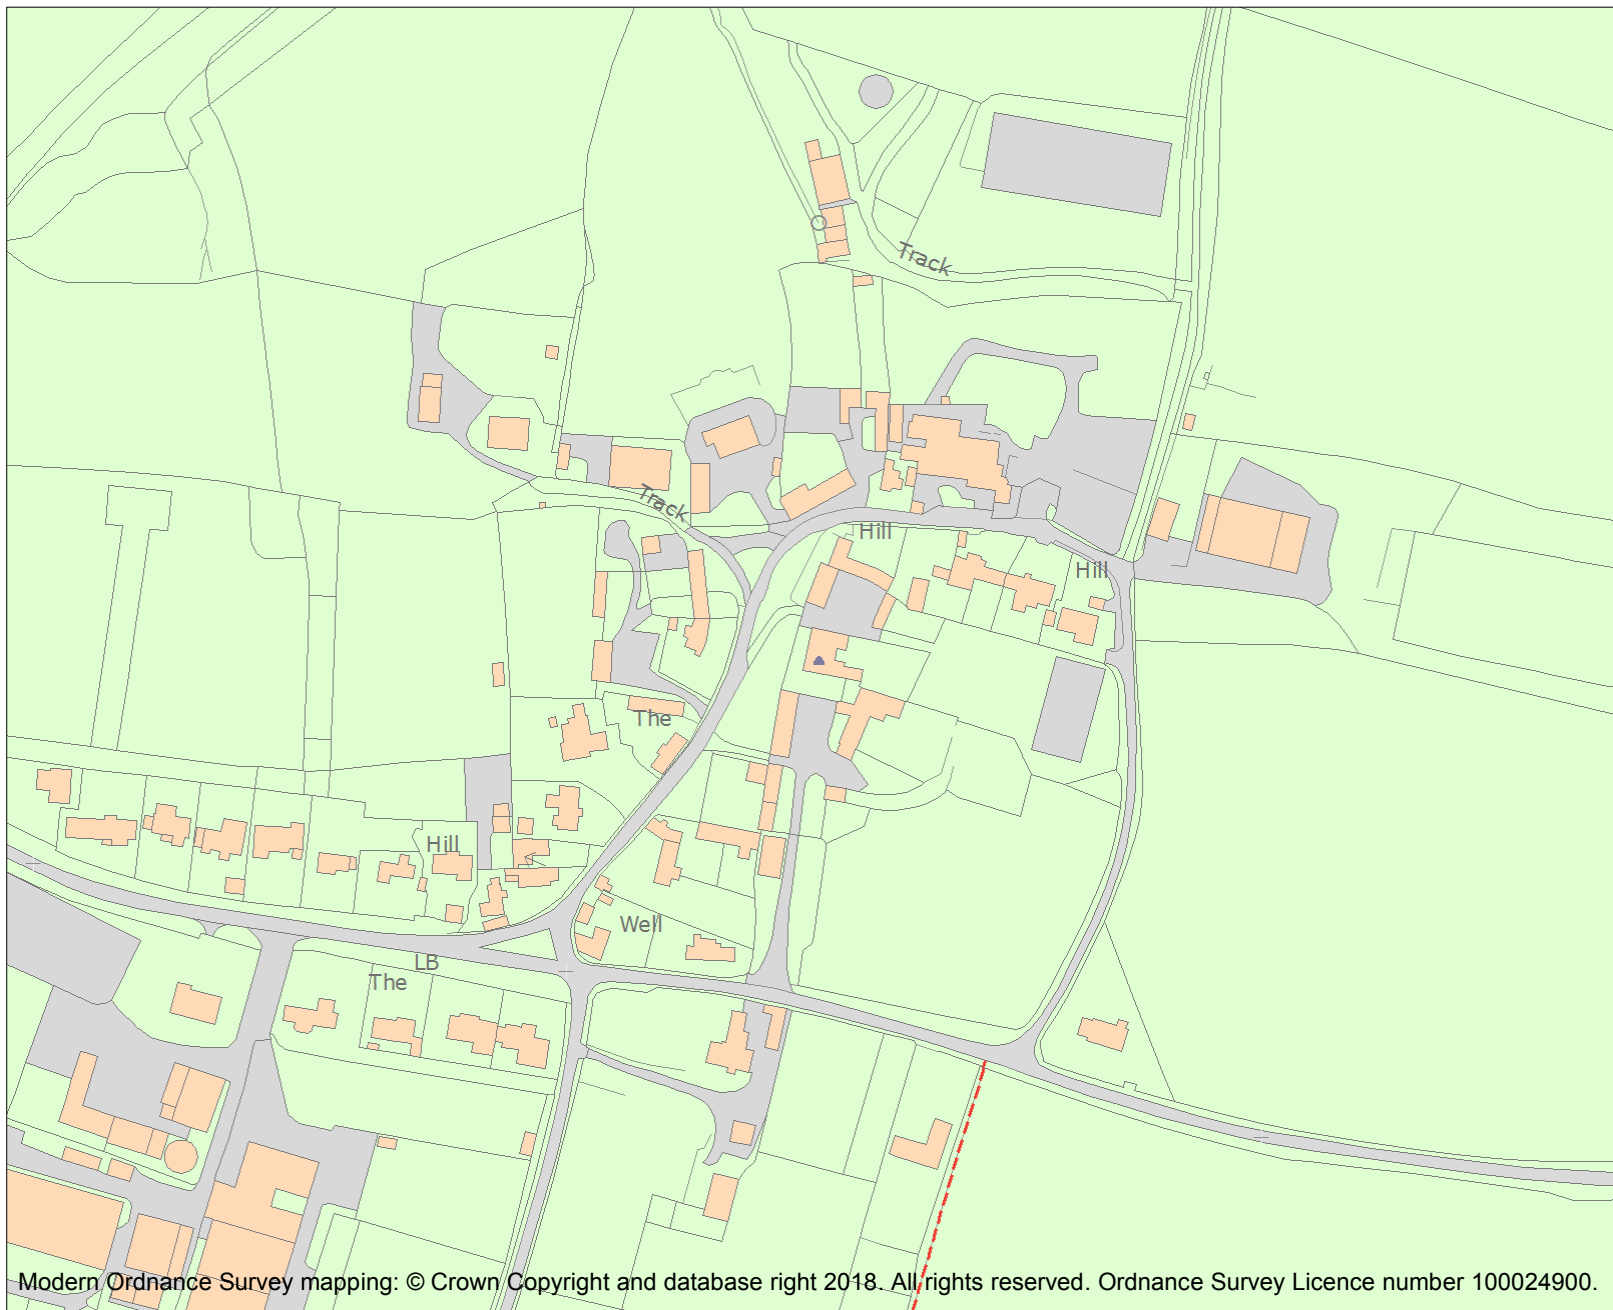 Track
Track
Hill
Hill
The
Hill
Well
LB
The
Modern Ordnance Survey mapping: © Crown Copyright and database right 2018. All rights reserved. Ordnance Survey Licence number 100024900.